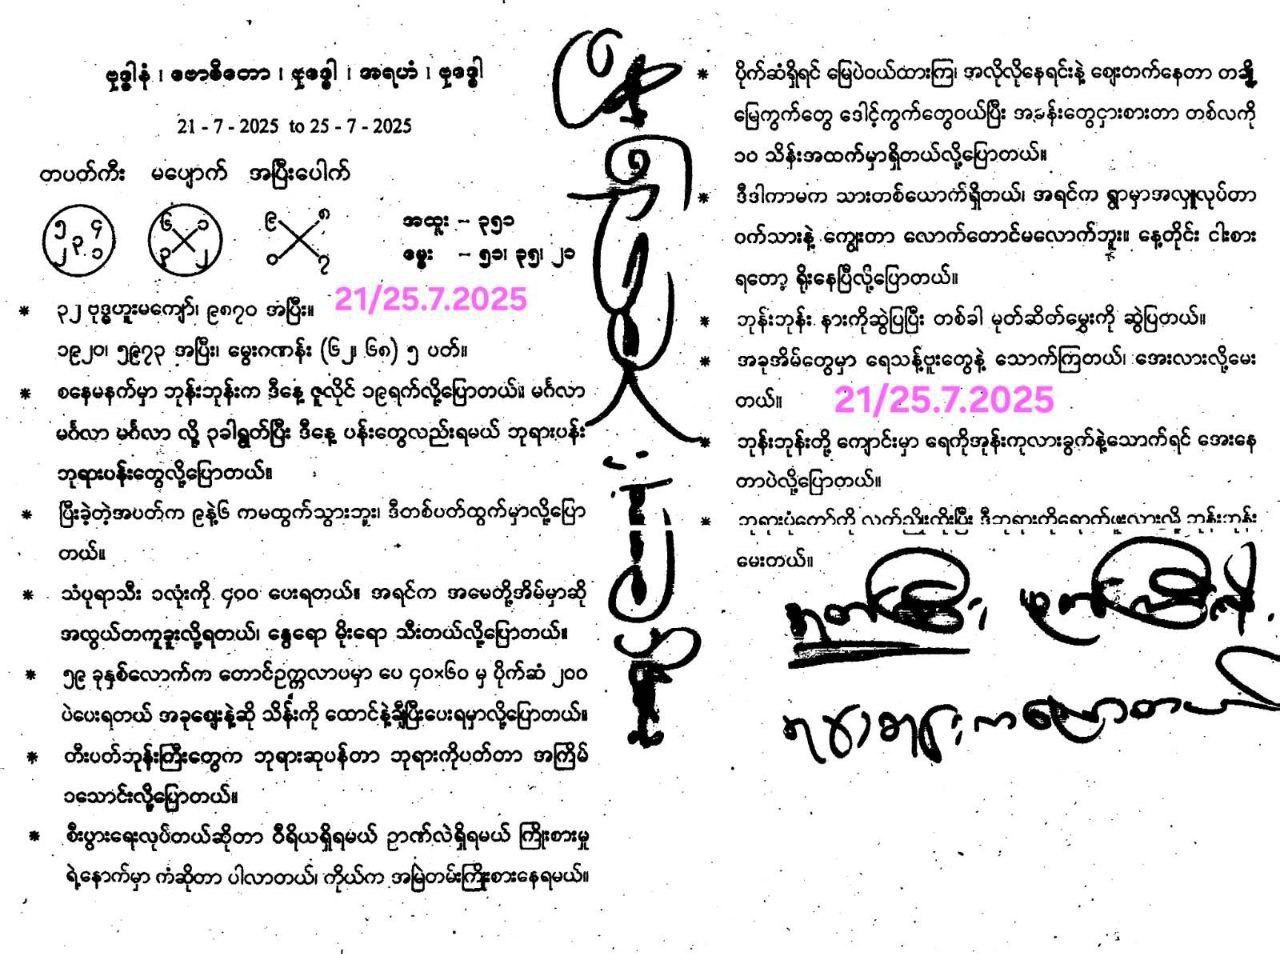 ဗုဒ္ဓါနံ ၊ ဗောဓိတော ၊ ဗုဒ္ဓေါ ၊ အရဟံ ၊ ဗုဒ္ဓေါ
21 - 7 - 2025 to 25 - 7 - 2025
တပတ်ကီး မပျောက် အပြီးပေါက်
၅ ၄ ၃ ၂ ၁
၆ ၁ ၃ ၂
၉ ၈ ၀ ၇
အထူး - ၃၅၁
မွေး - ၅၁၊ ၃၅၊ ၂၁
* ၃၂ ဗုဒ္ဓဟူးမကျော်၊ ၉၈၇၀ အပြီး။
21/25.7.2025
၁၉၂၀၊ ၅၉၇၃ အပြီး၊ မွေးဂဏန်း (၆၂၊ ၆၈) ၅ ပတ်။
* စနေမနက်မှာ ဘုန်းဘုန်းက ဒီနေ့ ဇူလိုင် ၁၉ရက်လို့ပြောတယ်။ မင်္ဂလာ
မင်္ဂလာ မင်္ဂလာ လို့ ၃ခါရွတ်ပြီး ဒီနေ့ ပန်းတွေလည်းရမယ် ဘုရားပန်း
ဘုရားပန်းတွေလို့ပြောတယ်။
* ပြီးခဲ့တဲ့အပတ်က ၉နဲ့၆ ကမထွက်သွားဘူး၊ ဒီတစ်ပတ်ထွက်မှာလို့ပြော
တယ်။
* သံပုရာသီး ၁လုံးကို ၄၀၀ ပေးရတယ်။ အရင်က အမေတို့အိမ်မှာဆို
အလွယ်တကူခူးလို့ရတယ်၊ နွေရော မိုးရော သီးတယ်လို့ပြောတယ်။
* ၅၉ ခုနှစ်လောက်က တောင်ဥက္ကလာပမှာ ပေ ၄၀×၆၀ မှ ပိုက်ဆံ ၂၀၀
ပဲပေးရတယ် အခုဈေးနဲ့ဆို သိန်းကို ထောင်နဲ့ချီပြီးပေးရမှာလို့ပြောတယ်။
* တီးပတ်ဘုန်းကြီးတွေက ဘုရားဆုပန်တာ ဘုရားကိုပတ်တာ အကြိမ်
၁သောင်းလို့ပြောတယ်။
* စီးပွားရေးလုပ်တယ်ဆိုတာ ဝီရိယရှိရမယ် ဉာဏ်လဲရှိရမယ် ကြိုးစားမှု
ရဲ့နောက်မှာ ကံဆိုတာ ပါလာတယ်၊ ကိုယ်က အမြဲတမ်းကြိုးစားနေရမယ်။
* ပိုက်ဆံရှိရင် မြေပဲဝယ်ထားကြ၊ အလိုလိုနေရင်းနဲ့ ဈေးတက်နေတာ တချို့
မြေကွက်တွေ ဒေါင့်ကွက်တွေဝယ်ပြီး အခန်းတွေငှားစားတာ တစ်လကို
၁၀ သိန်းအထက်မှာရှိတယ်လို့ပြောတယ်။
* ဒီဒါကာမက သားတစ်ယောက်ရှိတယ်၊ အရင်က ရွာမှာအလှူလုပ်တာ
ဝက်သားနဲ့ ကျွေးတာ လောက်တောင်မလောက်ဘူး။ နေ့တိုင်း ငါးစား
ရတော့ ရိုးနေပြီလို့ပြောတယ်။
* ဘုန်းဘုန်း နားကိုဆွဲပြပြီး တစ်ခါ မုတ်ဆိတ်မွှေးကို ဆွဲပြတယ်။
* အခုအိမ်တွေမှာ ရေသန့်ဗူးတွေနဲ့ သောက်ကြတယ်၊ အေးလားလို့မေး
တယ်။
21/25.7.2025
* ဘုန်းဘုန်းတို့ ကျောင်းမှာ ရေကိုအုန်းကုလားခွက်နဲ့သောက်ရင် အေးနေ
တာပဲလို့ပြောတယ်။
* ဘုရားပုံတော်ကို လက်ညှိုးထိုးပြီး ဒီဘုရားကိုရောက်ဖူးလားလို့ ဘုန်းဘုန်း
မေးတယ်။